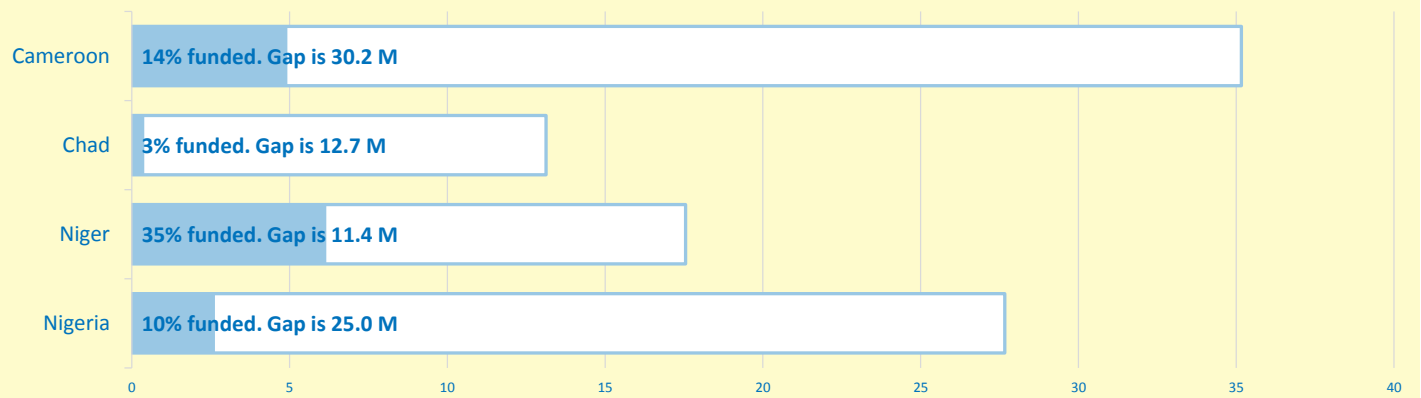 Cameroon
14% funded. Gap is 30.2 M
Chad
3% funded. Gap is 12.7 M
Niger
35% funded. Gap is 11.4 M
Nigeria
10% funded. Gap is 25.0 M
0 5 10 15 20 25 30 35 40